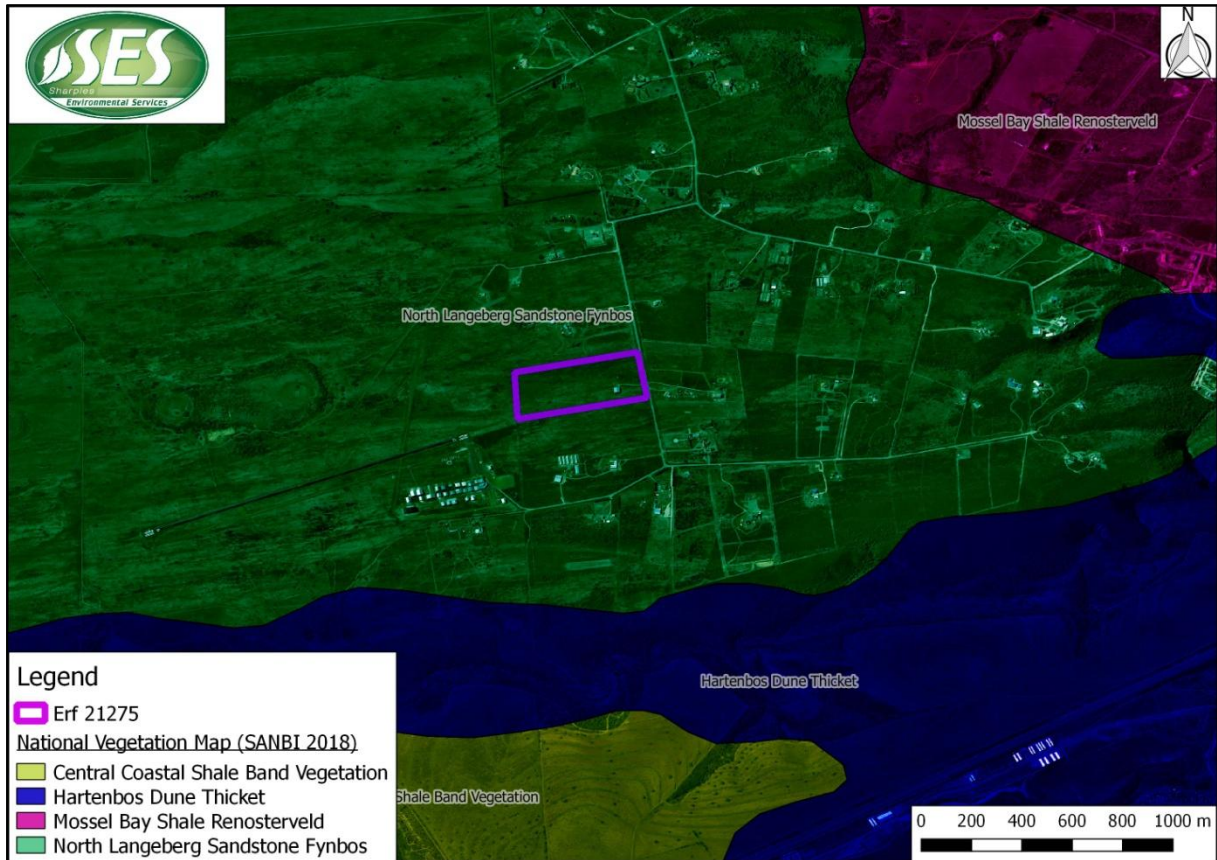 SES
Sharples
Environmental Services
N
Mossel Bay Shale Renosterveld
North Langeberg Sandstone Fynbos
Hartenbos Dune Thicket
Shale Band Vegetation
Legend
Erf 21275
National Vegetation Map (SANBI 2018)
Central Coastal Shale Band Vegetation
Hartenbos Dune Thicket
Mossel Bay Shale Renosterveld
North Langeberg Sandstone Fynbos
0 200 400 600 800 1000 m